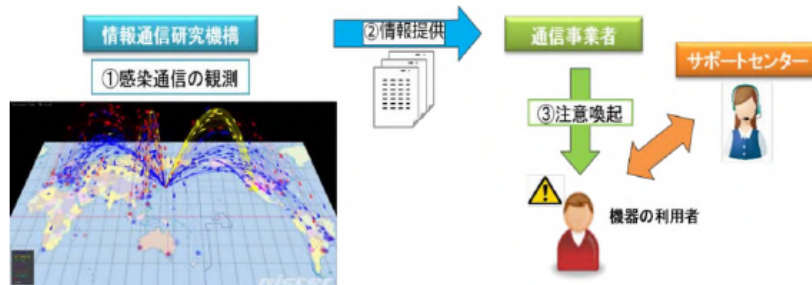 情報通信研究機構
①感染通信の観測
②情報提供
通信事業者
③注意喚起
サポートセンター
機器の利用者
nicter